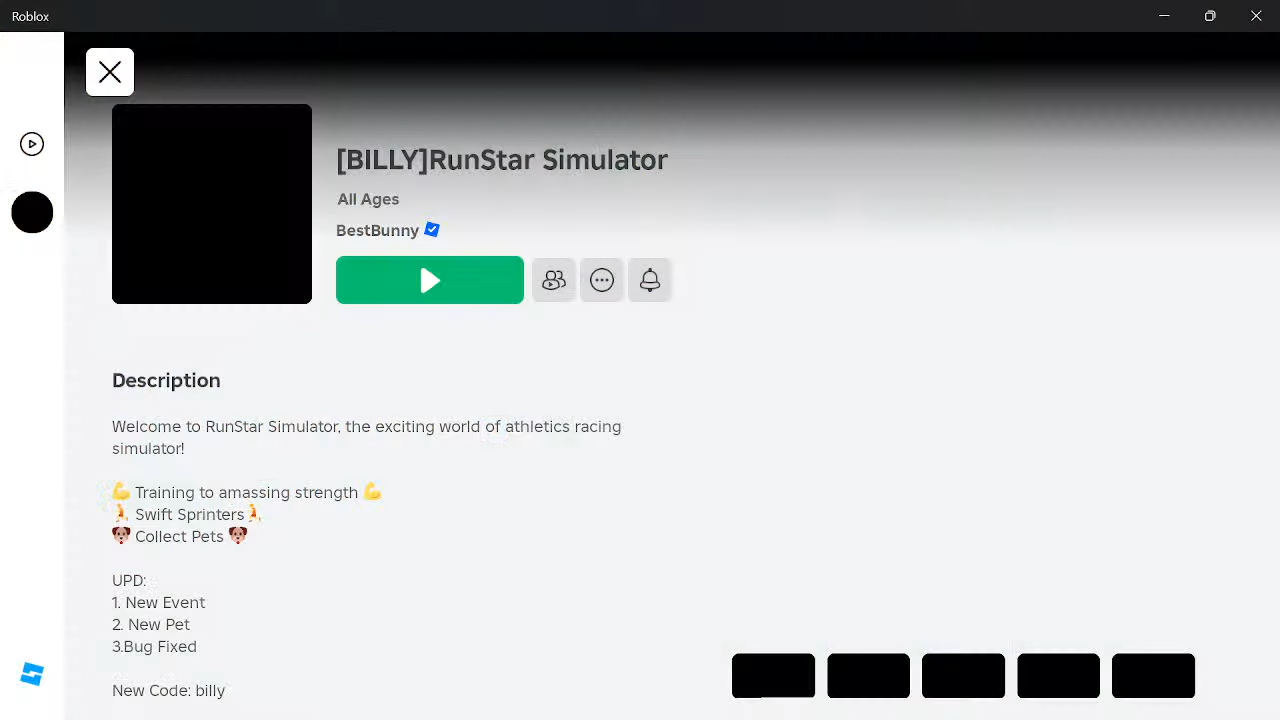 Roblox
[BILLY]RunStar Simulator
All Ages
BestBunny
Description
Welcome to RunStar Simulator, the exciting world of athletics racing
simulator!
💪 Training to amassing strength 💪
🏃 Swift Sprinters🏃
🐶 Collect Pets 🐶
UPD:
1. New Event
2. New Pet
3.Bug Fixed
New Code: billy